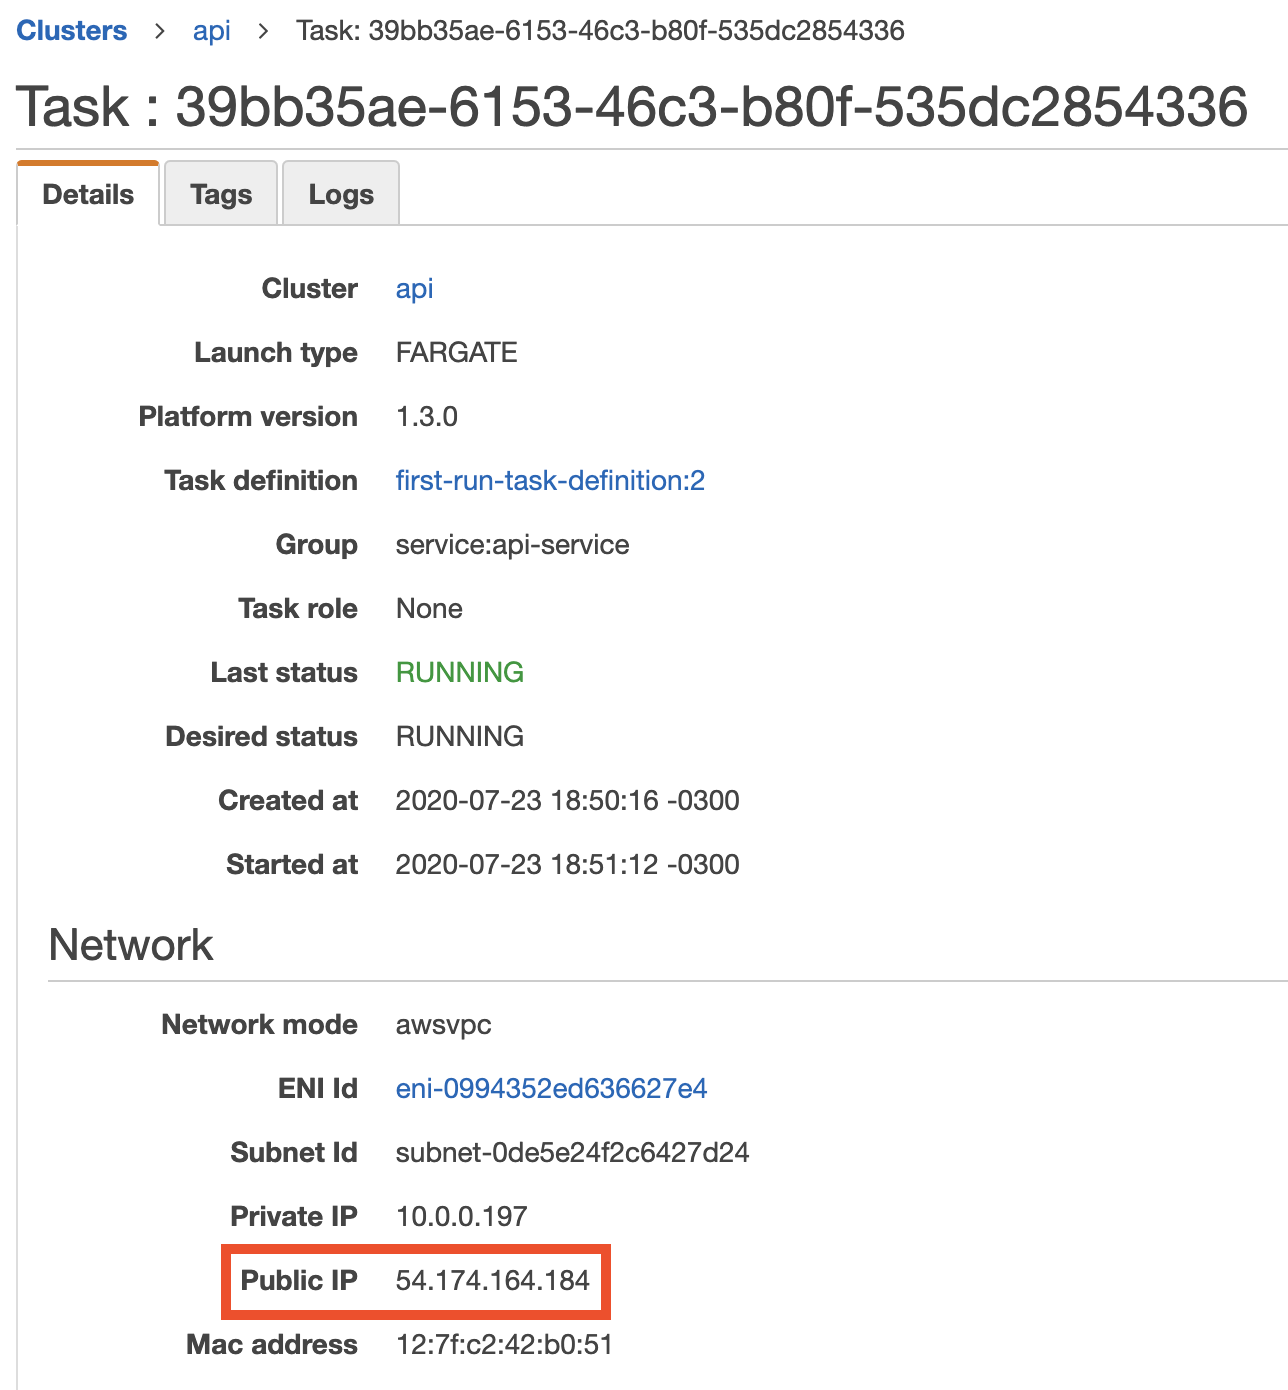 Clusters > api > Task: 39bb35ae-6153-46c3-b80f-535dc2854336
Task : 39bb35ae-6153-46c3-b80f-535dc2854336
Details Tags Logs
Cluster api
Launch type FARGATE
Platform version 1.3.0
Task definition first-run-task-definition:2
Group service:api-service
Task role None
Last status RUNNING
Desired status RUNNING
Created at 2020-07-23 18:50:16 -0300
Started at 2020-07-23 18:51:12 -0300
Network
Network mode awsvpc
ENI Id eni-0994352ed636627e4
Subnet Id subnet-0de5e24f2c6427d24
Private IP 10.0.0.197
Public IP 54.174.164.184
Mac address 12:7f:c2:42:b0:51